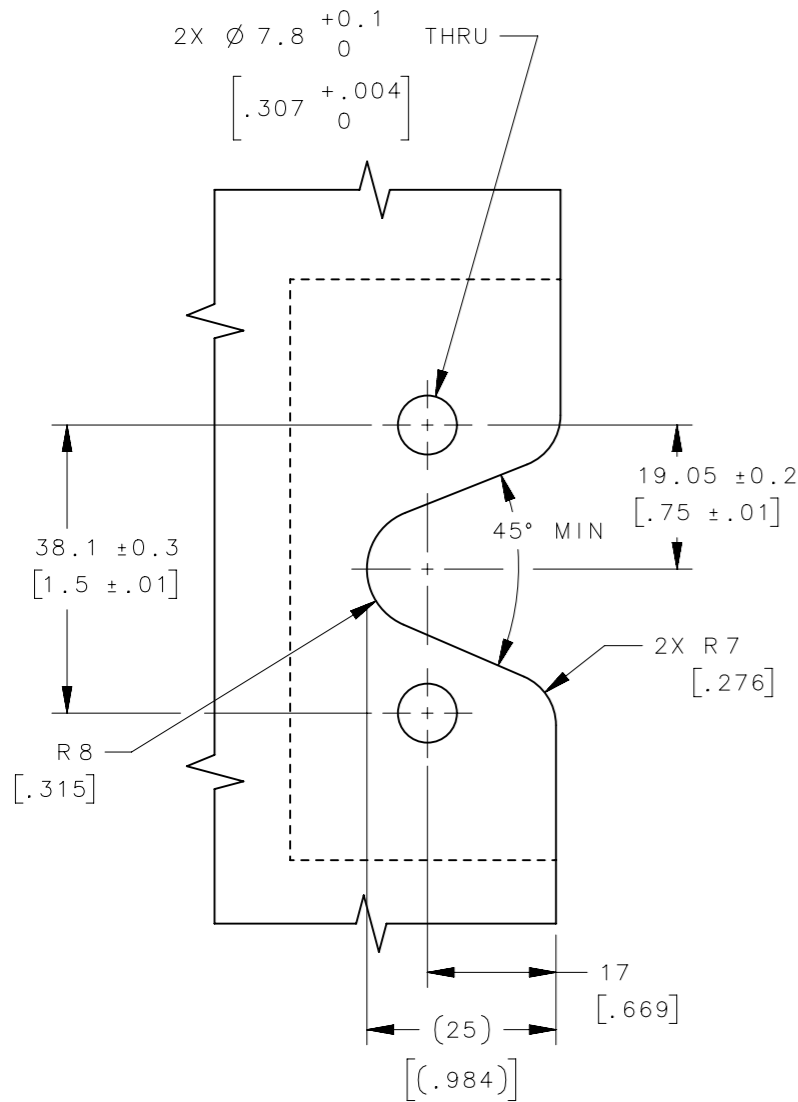 2X Ø 7.8 +0.1 0 THRU
[.307 +.004 0]
19.05 ±0.2
[.75 ±.01]
45° MIN
38.1 ±0.3
[1.5 ±.01]
2X R7
[.276]
R8
[.315]
17
[.669]
(25)
[(.984)]